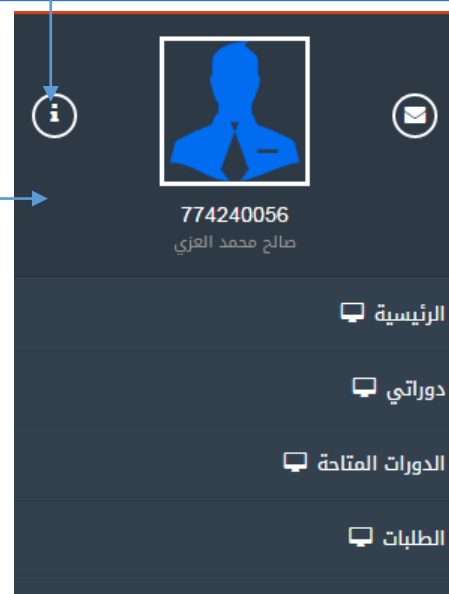 774240056
صالح محمد العزي
الرئيسية
دوراتي
الدورات المتاحة
الطلبات